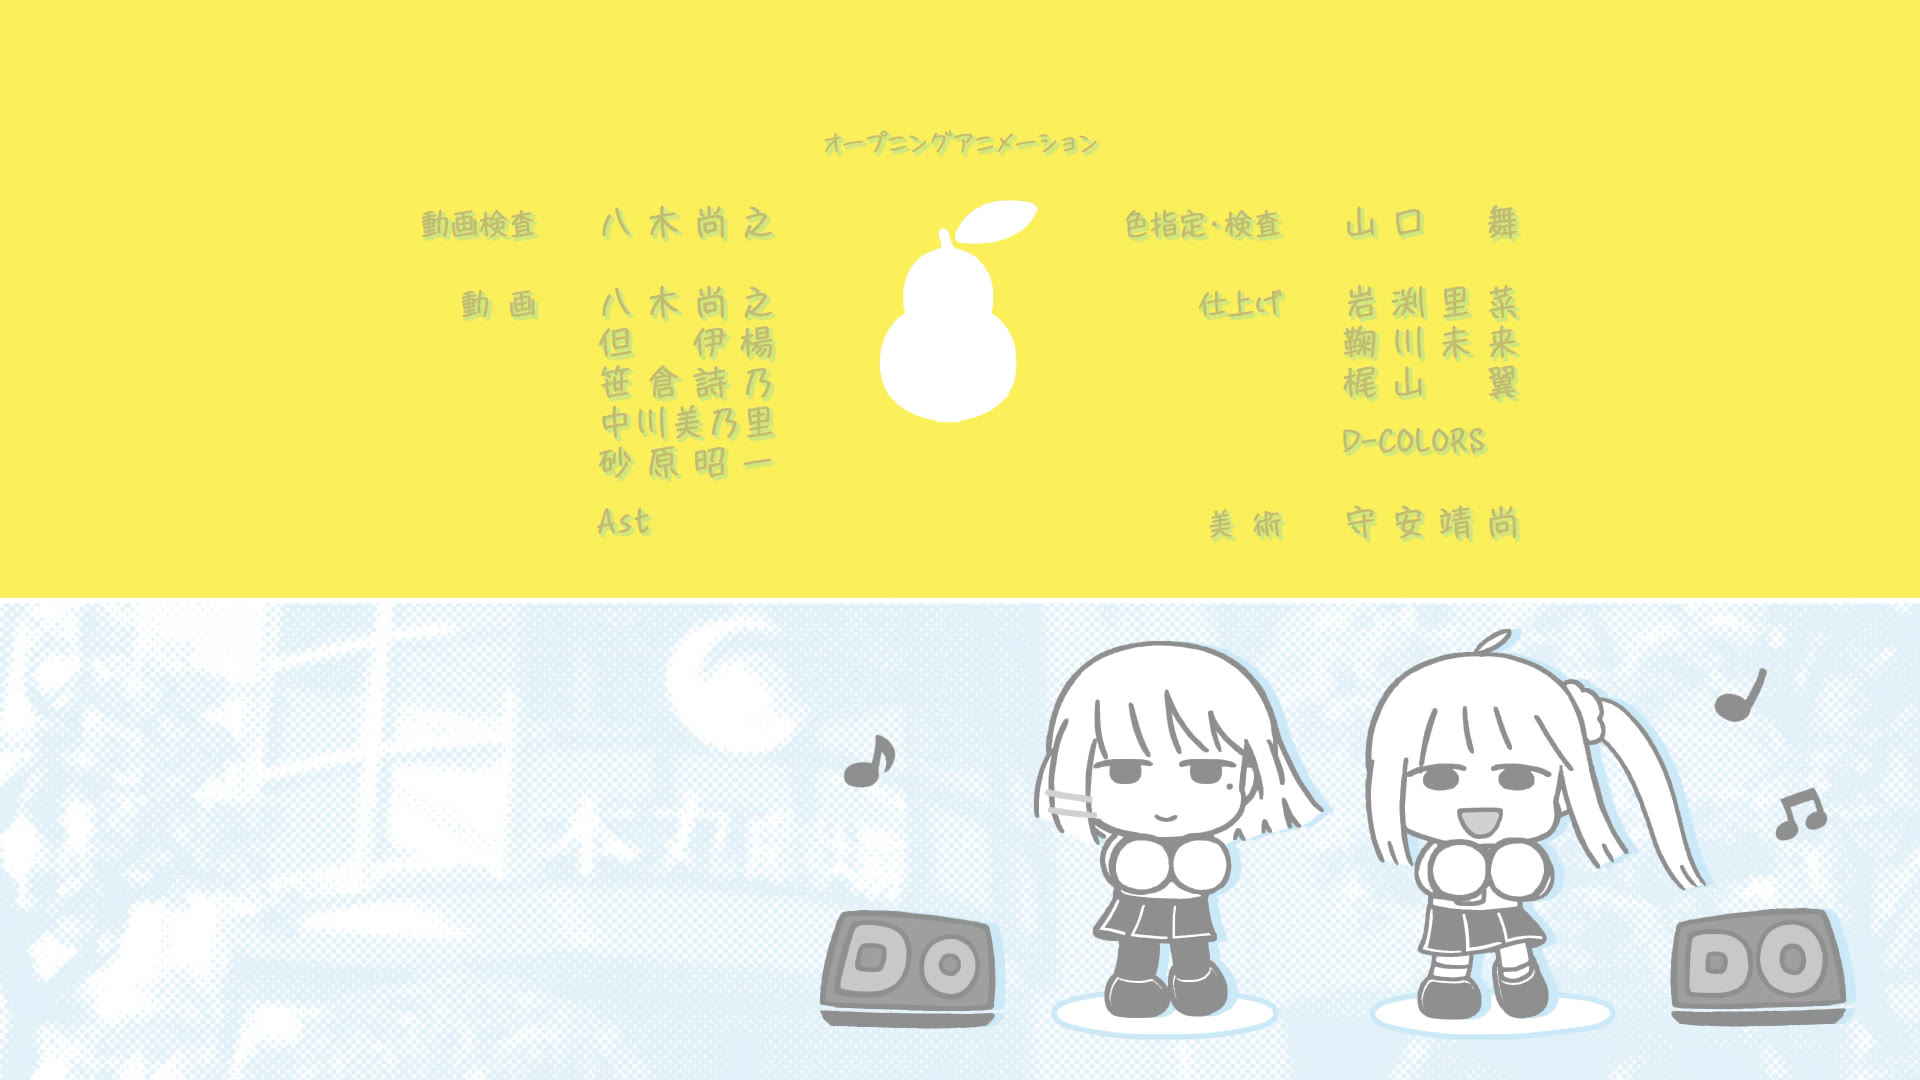 オープニングアニメーション
動画検査 八木尚之
動画 八木尚之
但 伊楊
笹倉詩乃
中川美乃里
砂原昭一
Ast
色指定・検査 山口 舞
仕上げ 岩渕里菜
鞠川未来
梶山 翼
D-COLORS
美術 守安靖尚
DO
DO